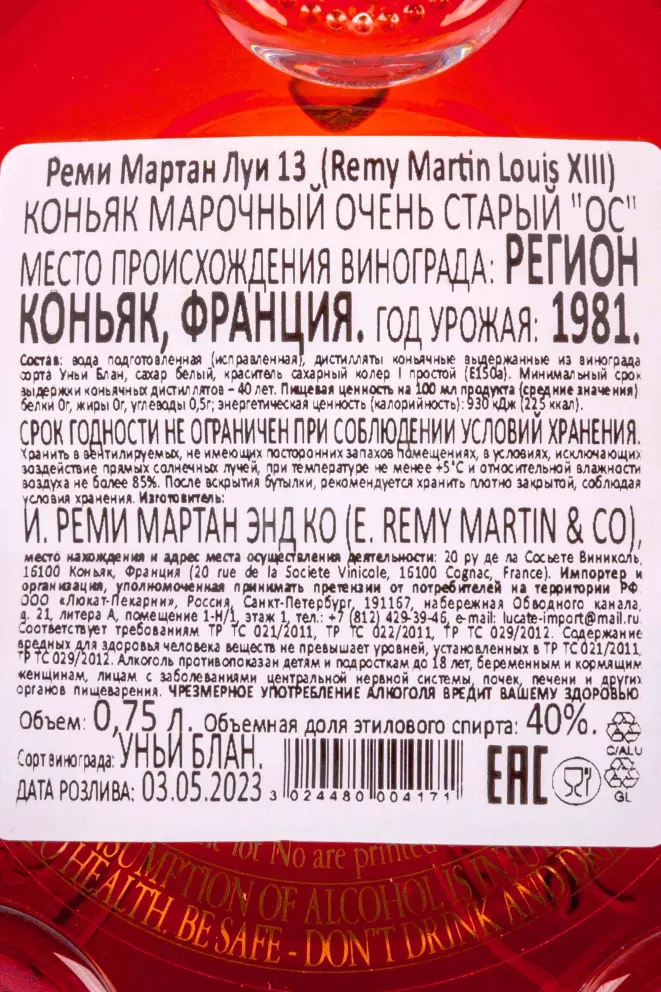 Реми Мартан Луи 13 (Remy Martin Louis XIII)
КОНЬЯК МАРОЧНЫЙ ОЧЕНЬ СТАРЫЙ "ОС"
МЕСТО ПРОИСХОЖДЕНИЯ ВИНОГРАДА: РЕГИОН
КОНЬЯК, ФРАНЦИЯ. ГОД УРОЖАЯ: 1981.
Состав: вода подготовленная (исправленная), дистилляты коньячные выдержанные из винограда
сорта Уньи Блан, сахар белый, краситель сахарный колер I простой (E150a). Минимальный срок
выдержки коньячных дистиллятов – 40 лет. Пищевая ценность на 100 мл продукта (средние значения):
белки 0г, жиры 0г, углеводы 0,5г; энергетическая ценность (калорийность): 930 кДж (225 ккал).
СРОК ГОДНОСТИ НЕ ОГРАНИЧЕН ПРИ СОБЛЮДЕНИИ УСЛОВИЙ ХРАНЕНИЯ.
Хранить в вентилируемых, не имеющих посторонних запахов помещениях, в условиях, исключающих
воздействие прямых солнечных лучей, при температуре не менее +5°С и относительной влажности
воздуха не более 85%. После вскрытия бутылки, рекомендуется хранить плотно закрытой, соблюдая
условия хранения. Изготовитель:
И. РЕМИ МАРТАН ЭНД КО (E. REMY MARTIN & CO),
место нахождения и адрес места осуществления деятельности: 20 ру де ла Сосьете Виниколь,
16100 Коньяк, Франция (20 rue de la Societe Vinicole, 16100 Cognac, France). Импортер и
организация, уполномоченная принимать претензии от потребителей на территории РФ:
ООО «Люкат-Пекарни», Россия, Санкт-Петербург, 191167, набережная Обводного канала,
д. 21, литера А, помещение 1-Н/1, этаж 1, тел.: +7 (812) 429-39-46, e-mail: lucate-import@mail.ru.
Соответствует требованиям ТР ТС 021/2011, ТР ТС 022/2011, ТР ТС 029/2012. Содержание
вредных для здоровья человека веществ не превышает уровней, установленных в ТР ТС 021/2011,
ТР ТС 029/2012. Алкоголь противопоказан детям и подросткам до 18 лет, беременным и кормящим
женщинам, лицам с заболеваниями центральной нервной системы, почек, печени и других
органов пищеварения. ЧРЕЗМЕРНОЕ УПОТРЕБЛЕНИЕ АЛКОГОЛЯ ВРЕДИТ ВАШЕМУ ЗДОРОВЬЮ
Объем: 0,75 Л. Объемная доля этилового спирта: 40%.
C/ALU
Сорт винограда: УНЬИ БЛАН.
EAC
ДАТА РОЗЛИВА: 03.05.2023
3 024480 004171
GL
for No are printed
CONSUMPTION OF ALCOHOL IS
TO HEALTH. BE SAFE - DON'T DRINK AND